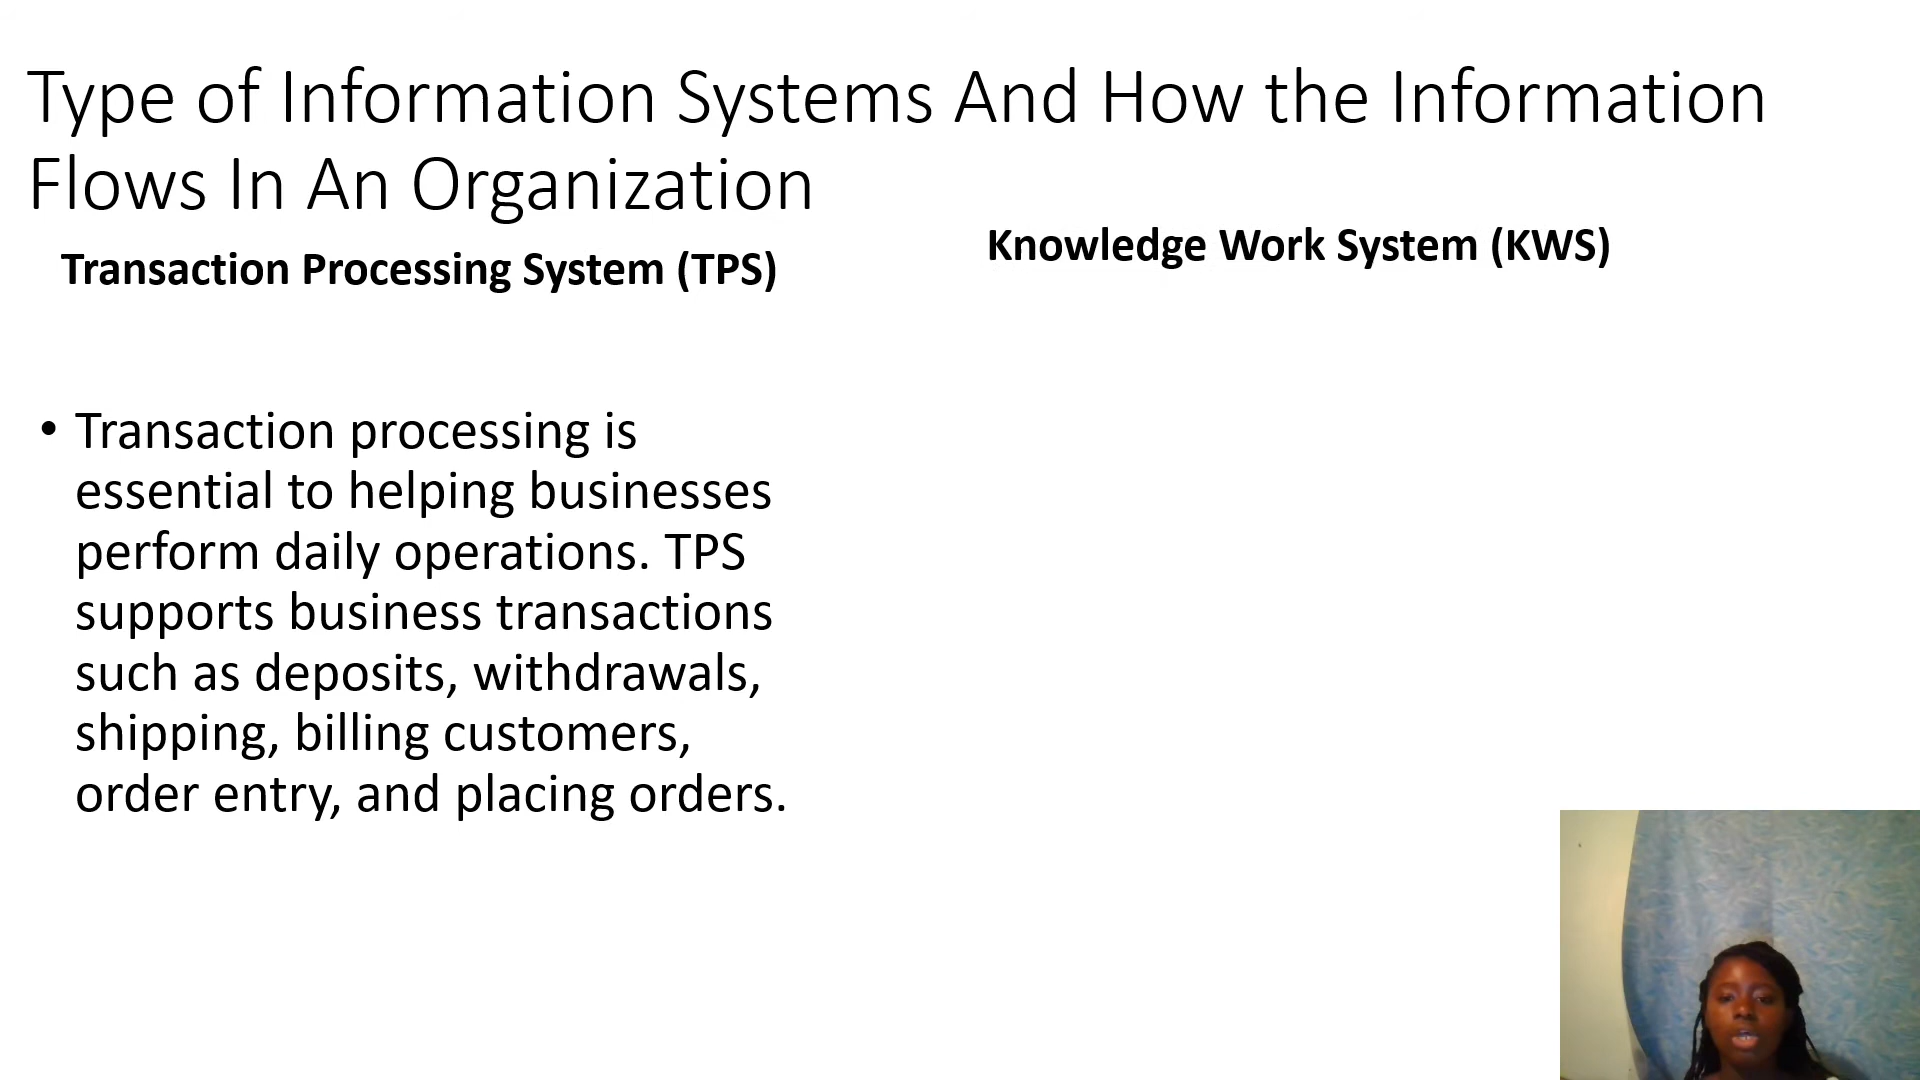 Type of Information Systems And How the Information
Flows In An Organization
Transaction Processing System (TPS)
Knowledge Work System (KWS)
• Transaction processing is
essential to helping businesses
perform daily operations. TPS
supports business transactions
such as deposits, withdrawals,
shipping, billing customers,
order entry, and placing orders.